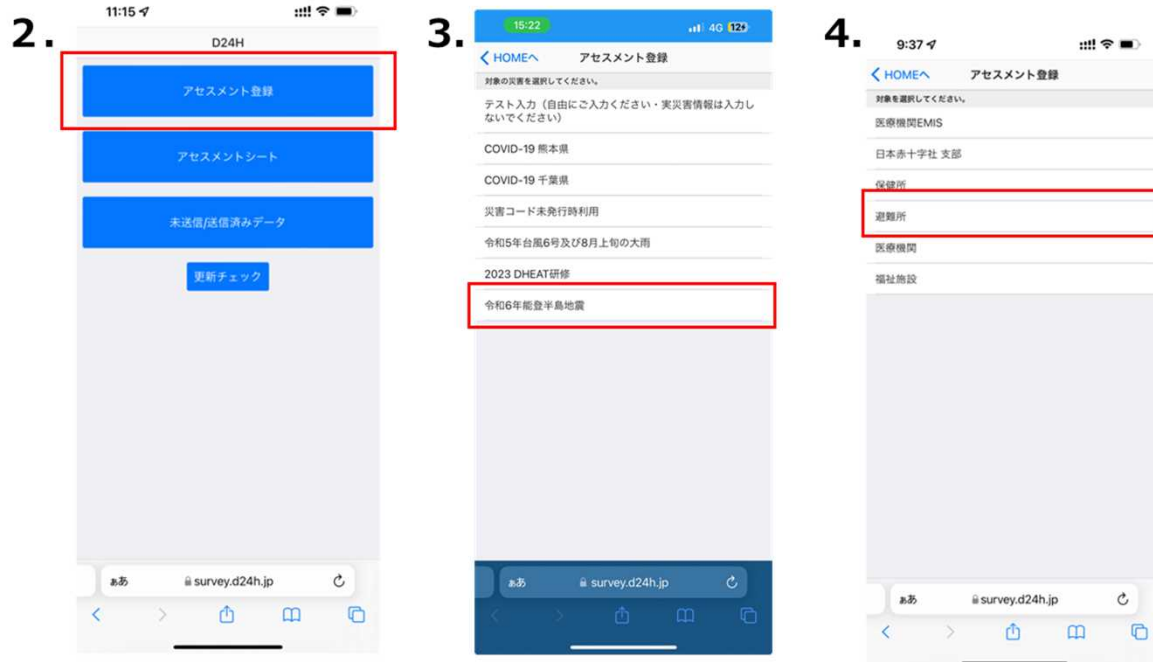 2.
11:15
D24H
アセスメント登録
アセスメントシート
未送信/送信済みデータ
更新チェック
ぁあ
survey.d24h.jp
3.
15:22
4G 12
HOMEへ
アセスメント登録
対象の災害を選択してください。
テスト入力（自由にご入力ください・実災害情報は入力し
ないでください）
COVID-19 熊本県
COVID-19 千葉県
災害コード未発行時利用
令和5年台風6号及び8月上旬の大雨
2023 DHEAT研修
令和6年能登半島地震
ぁあ
survey.d24h.jp
4.
9:37
HOMEへ
アセスメント登録
対象を選択してください。
医療機関EMIS
日本赤十字社 支部
保健所
避難所
医療機関
福祉施設
ぁあ
survey.d24h.jp